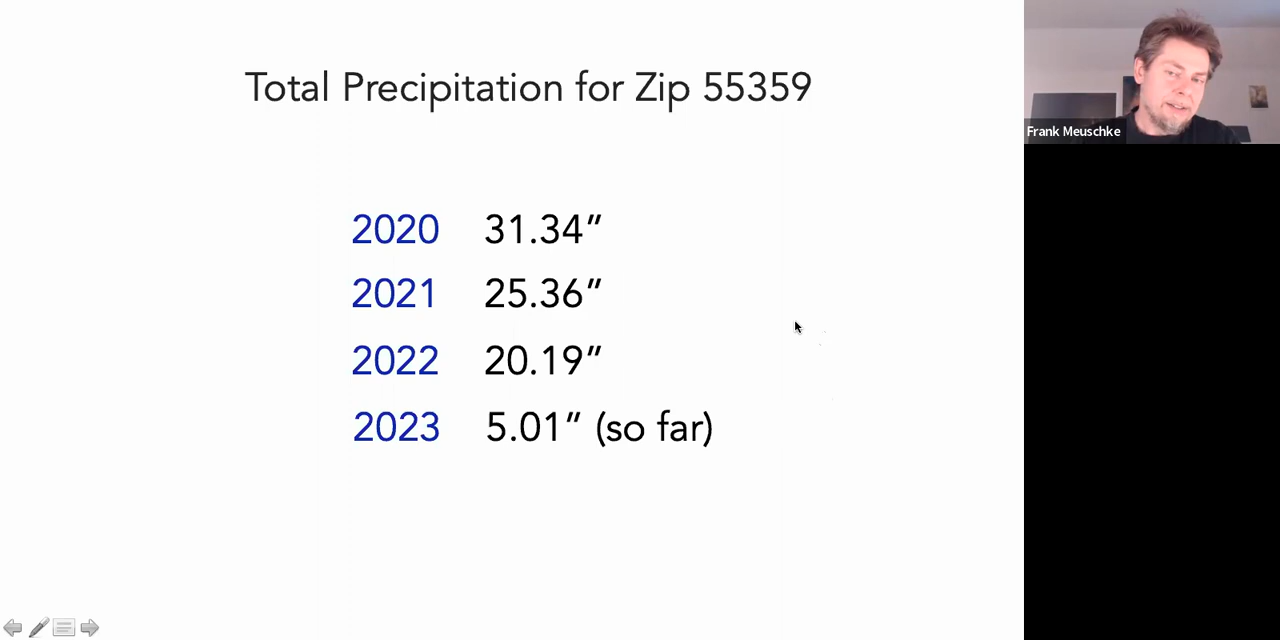 Total Precipitation for Zip 55359
Frank Meuschke
2020 31.34”
2021 25.36”
2022 20.19”
2023 5.01” (so far)